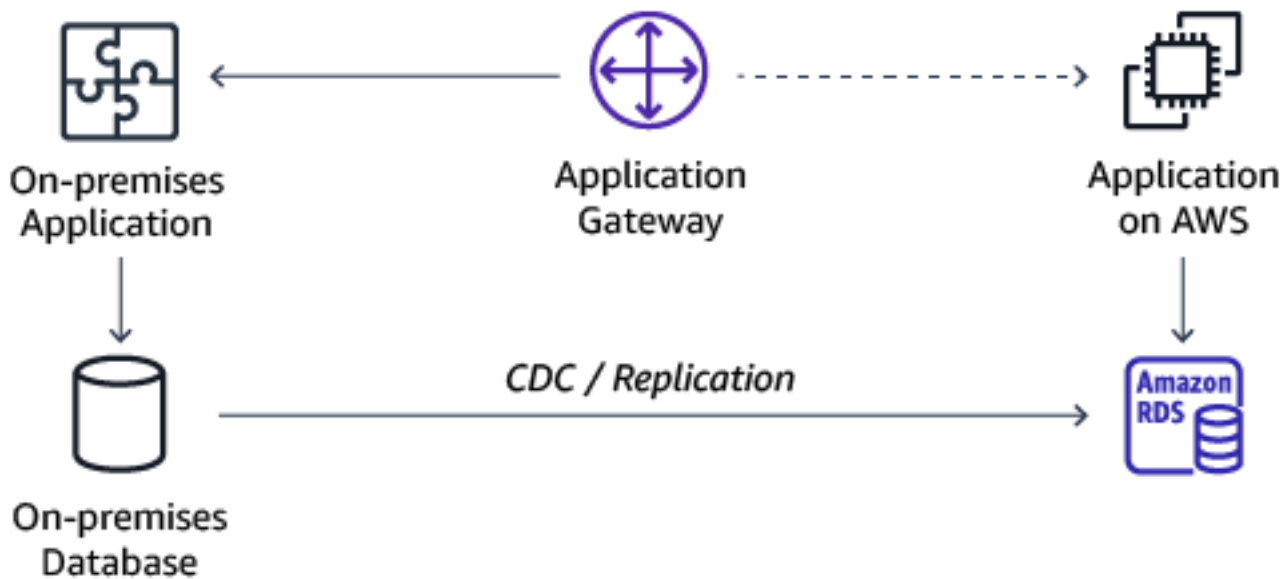 On-premises
Application
Application
Gateway
Application
on AWS
CDC / Replication
Amazon
RDS
On-premises
Database